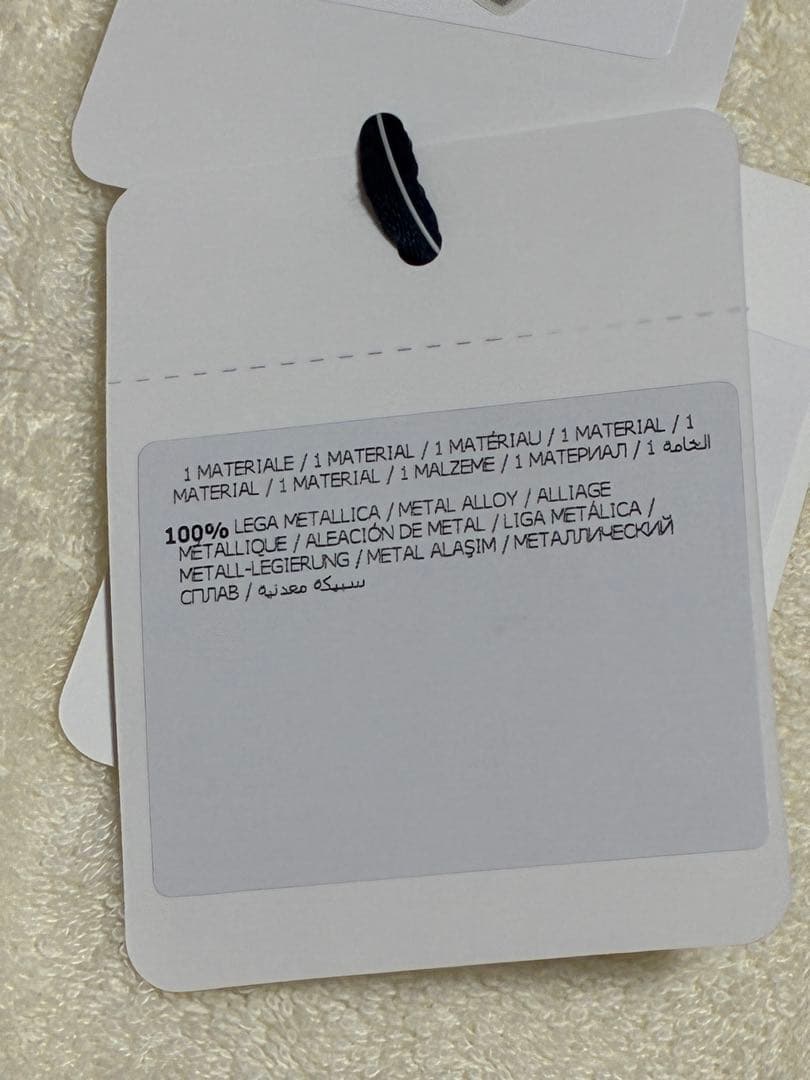 1 MATERIALE / 1 MATERIAL / 1 MATÉRIAU / 1 MATERIAL / 1
MATERIAL / 1 MATERIAL / 1 MALZEME / 1 МАТЕРИАЛ / 1 الخامة
100% LEGA METALLICA / METAL ALLOY / ALLIAGE
MÉTALLIQUE / ALEACIÓN DE METAL / LIGA METÁLICA /
METALL-LEGIERUNG / METAL ALAŞIM / МЕТАЛЛИЧЕСКИЙ
СПЛАВ / سبيكة معدنية